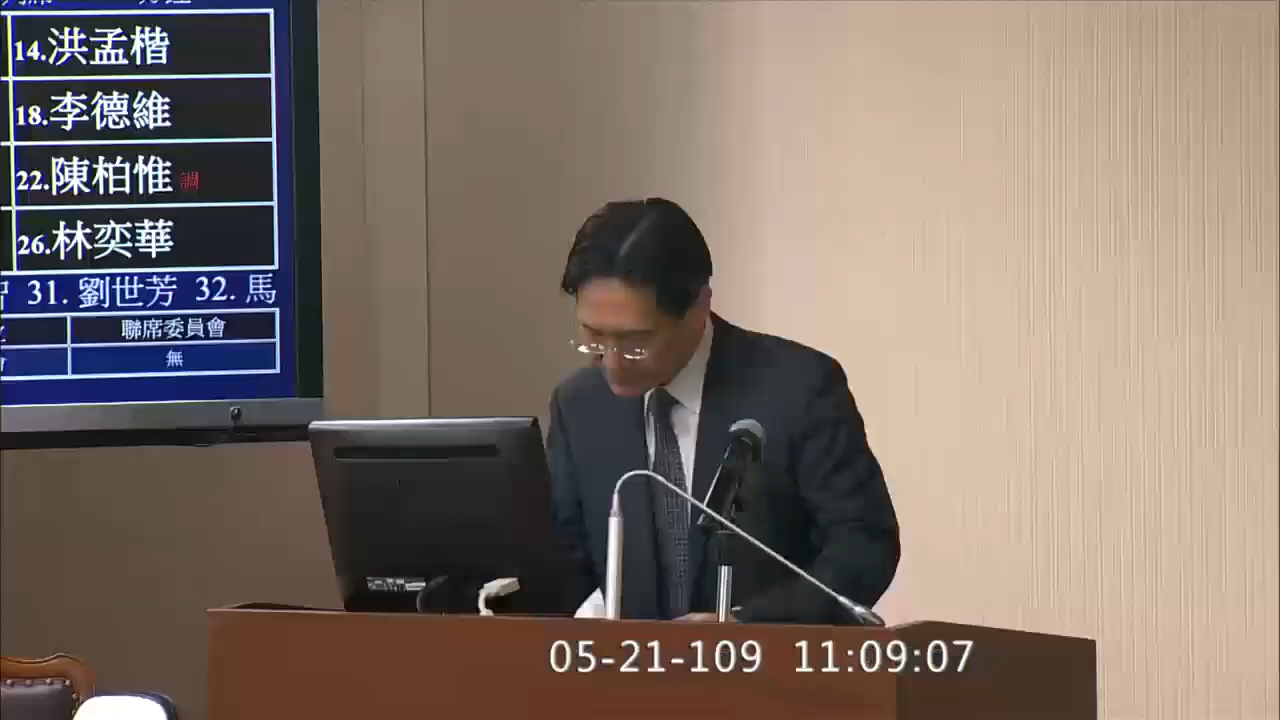 14.洪孟楷
18.李德維
22.陳柏惟 調
26.林奕華
31. 劉世芳 32. 馬
聯席委員會
無
05-21-109 11:09:07